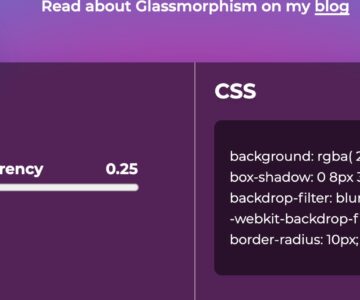 Read about Glassmorphism on my blog
CSS
rency 0.25
background: rgba( 2
box-shadow: 0 8px 3
backdrop-filter: blur
-webkit-backdrop-f
border-radius: 10px;